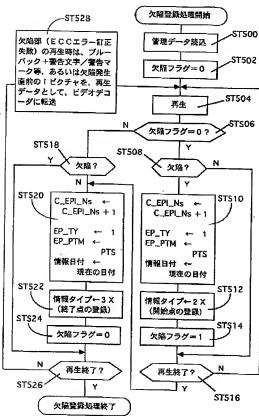 ST528
欠陥部（ECCエラー訂正
失敗）の再生時は、ブルー
バック＋警告文字／警告マ
ーク等、あるいは欠陥発生
直前のIピクチャを、再生
データとして、ビデオデコ
ーダに転送
欠陥登録処理開始
管理データ読込
ST500
欠陥フラグ=0
ST502
再生
ST504
欠陥フラグ=0？
ST506
N
Y
ST518
欠陥？
N
Y
ST508
欠陥？
N
Y
ST520
C_EPI_Ns ←
C_EPI_Ns +1
EP_TY ← 1
EP_PTM ←
PTS
情報日付 ←
現在の日付
ST510
C_EPI_Ns ←
C_EPI_Ns +1
EP_TY ← 1
EP_PTM ←
PTS
情報日付 ←
現在の日付
ST522
情報タイプ←3X
（終了点の登録）
ST512
情報タイプ←2X
（開始点の登録）
ST524
欠陥フラグ=0
ST514
欠陥フラグ=1
再生終了？
N
Y
ST526
再生終了？
N
Y
ST516
欠陥登録処理終了